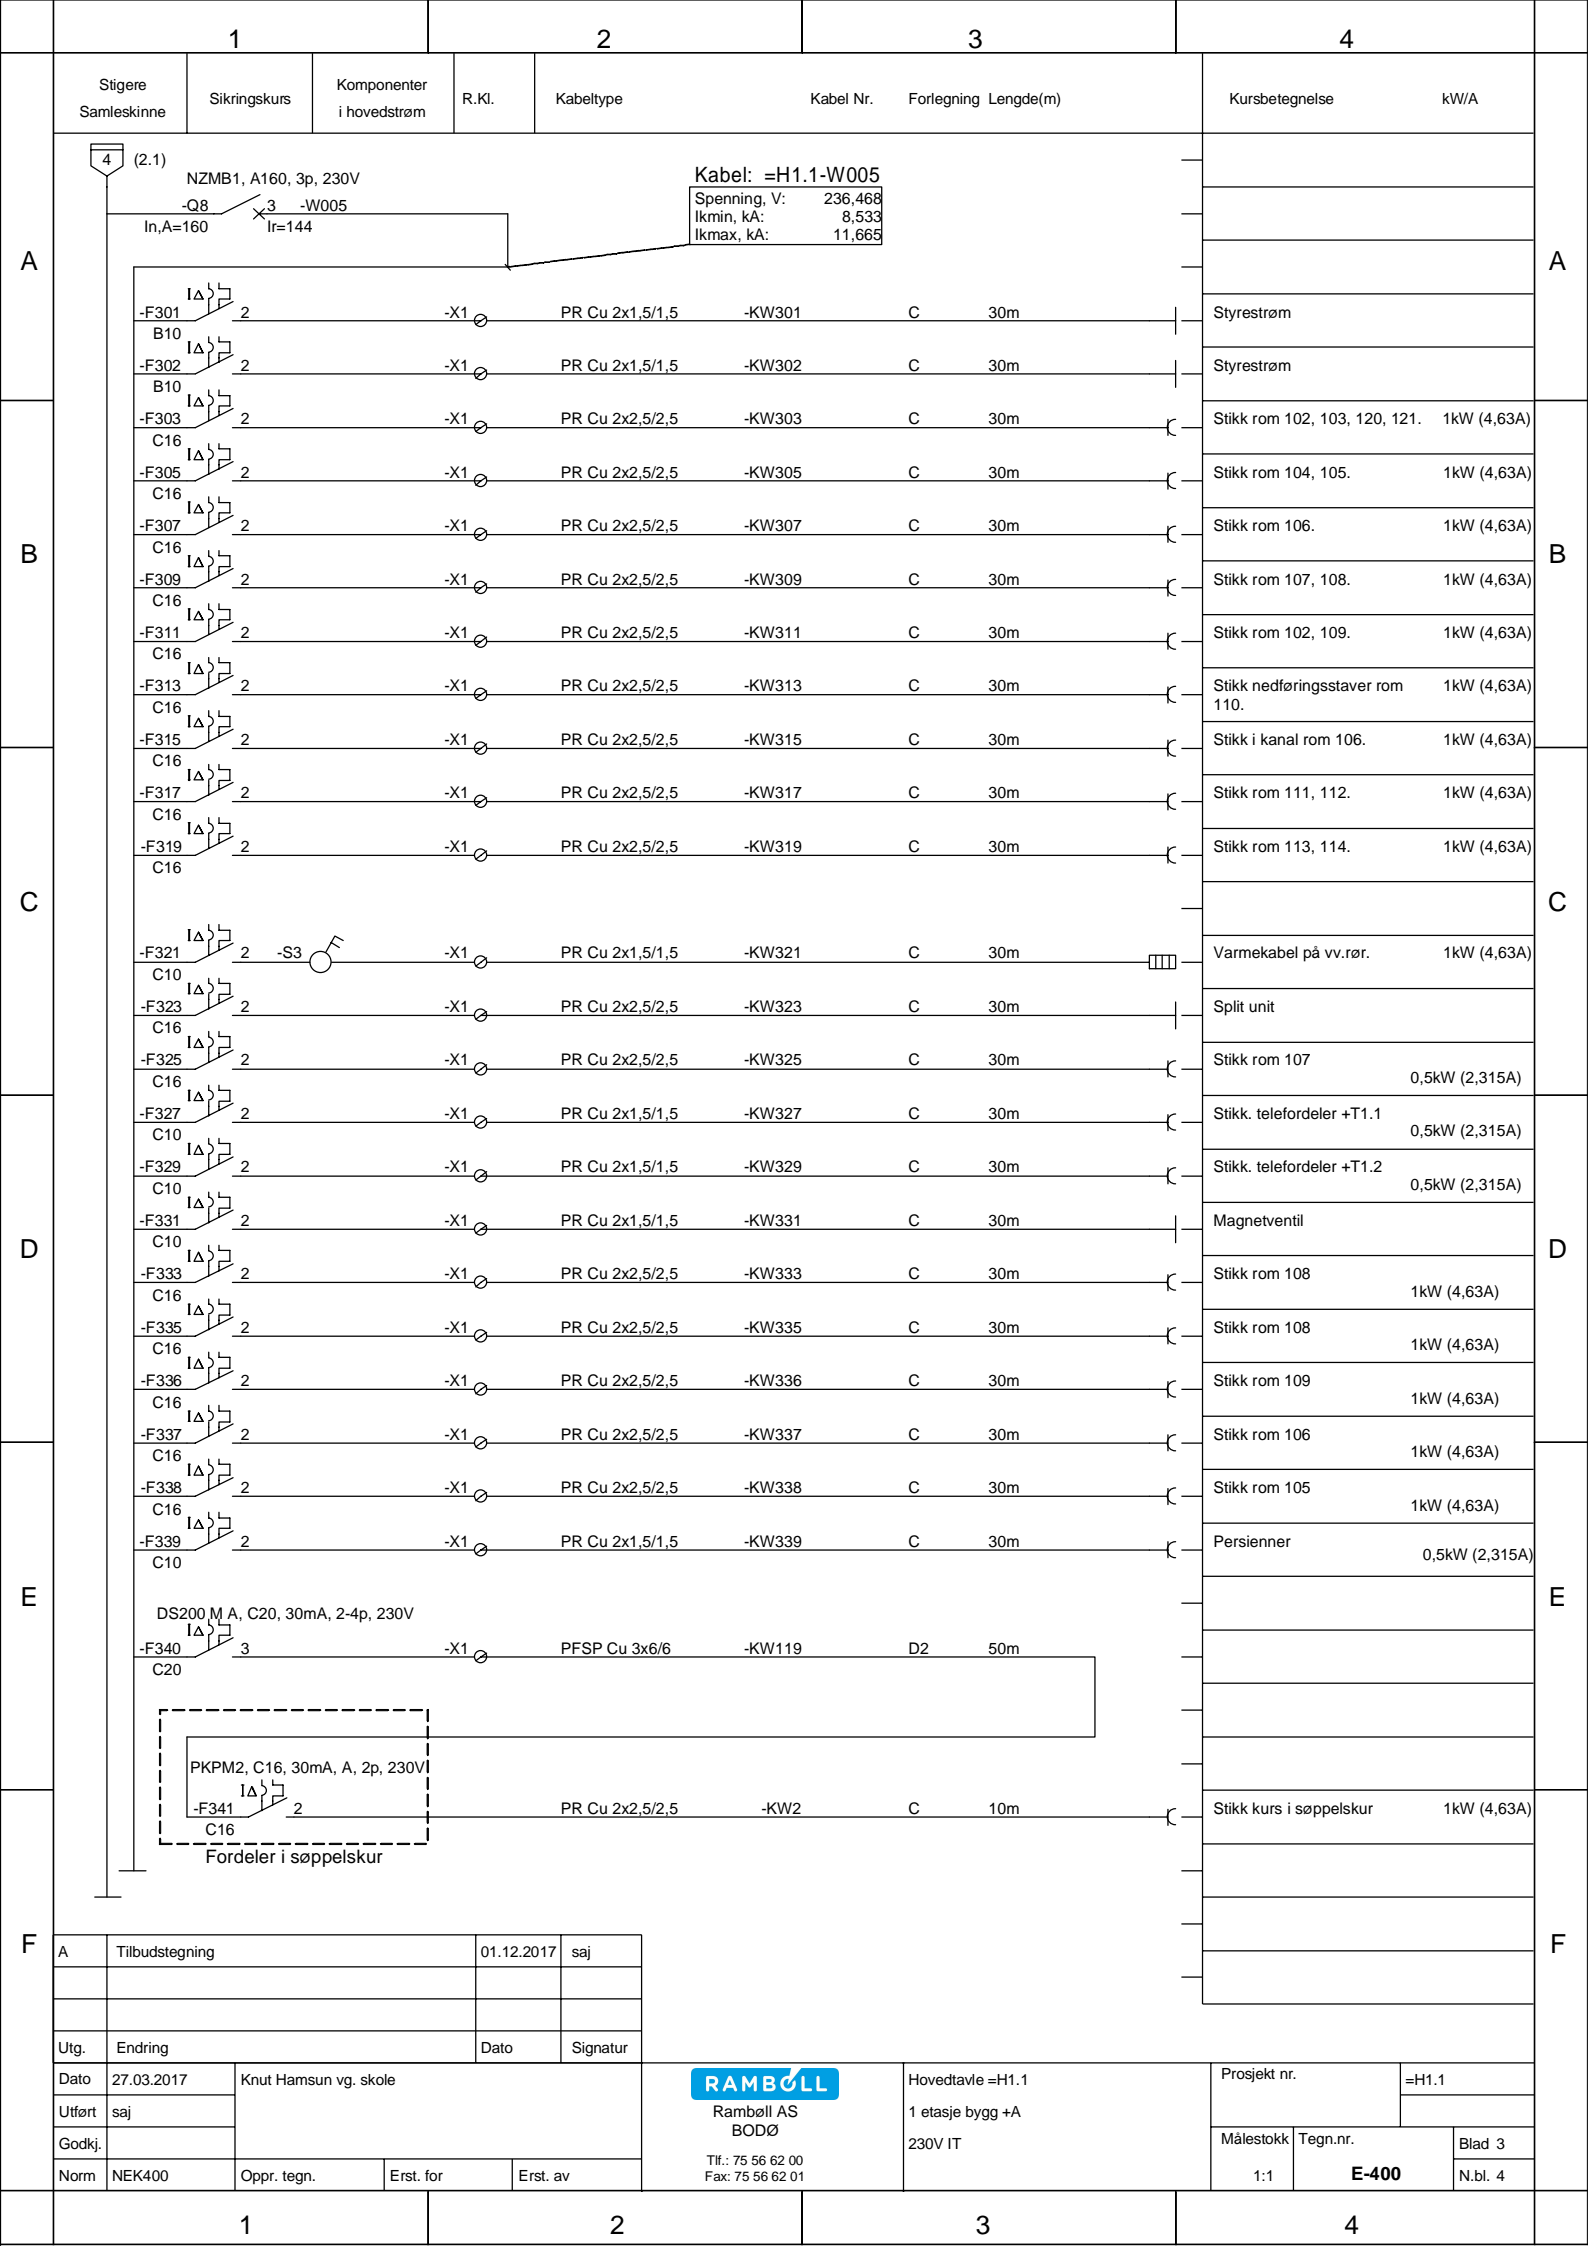 1 2 3 4
Stigere Samleskinne Sikringskurs Komponenter i hovedstrøm R.Kl. Kabeltype Kabel Nr. Forlegning Lengde(m) Kursbetegnelse kW/A
4 (2.1)
NZMB1, A160, 3p, 230V
-Q8 3 -W005
In,A=160 Ir=144
Kabel: =H1.1-W005
Spenning, V: 236,468
Ikmin, kA: 8,533
Ikmax, kA: 11,665
A A
I∆
-F301 2 -X1 PR Cu 2x1,5/1,5 -KW301 C 30m Styrestrøm
B10
I∆
-F302 2 -X1 PR Cu 2x1,5/1,5 -KW302 C 30m Styrestrøm
B10
I∆
-F303 2 -X1 PR Cu 2x2,5/2,5 -KW303 C 30m Stikk rom 102, 103, 120, 121. 1kW (4,63A)
C16
I∆
-F305 2 -X1 PR Cu 2x2,5/2,5 -KW305 C 30m Stikk rom 104, 105. 1kW (4,63A)
C16
I∆
-F307 2 -X1 PR Cu 2x2,5/2,5 -KW307 C 30m Stikk rom 106. 1kW (4,63A)
C16
B B
I∆
-F309 2 -X1 PR Cu 2x2,5/2,5 -KW309 C 30m Stikk rom 107, 108. 1kW (4,63A)
C16
I∆
-F311 2 -X1 PR Cu 2x2,5/2,5 -KW311 C 30m Stikk rom 102, 109. 1kW (4,63A)
C16
I∆
-F313 2 -X1 PR Cu 2x2,5/2,5 -KW313 C 30m Stikk nedføringsstaver rom 1kW (4,63A)
110.
C16
I∆
-F315 2 -X1 PR Cu 2x2,5/2,5 -KW315 C 30m Stikk i kanal rom 106. 1kW (4,63A)
C16
I∆
-F317 2 -X1 PR Cu 2x2,5/2,5 -KW317 C 30m Stikk rom 111, 112. 1kW (4,63A)
C16
I∆
-F319 2 -X1 PR Cu 2x2,5/2,5 -KW319 C 30m Stikk rom 113, 114. 1kW (4,63A)
C16
C C
I∆
-F321 2 -S3 -X1 PR Cu 2x1,5/1,5 -KW321 C 30m Varmekabel på vv.rør. 1kW (4,63A)
C10
I∆
-F323 2 -X1 PR Cu 2x2,5/2,5 -KW323 C 30m Split unit
C16
I∆
-F325 2 -X1 PR Cu 2x2,5/2,5 -KW325 C 30m Stikk rom 107
C16 0,5kW (2,315A)
I∆
-F327 2 -X1 PR Cu 2x1,5/1,5 -KW327 C 30m Stikk. telefordeler +T1.1
C10 0,5kW (2,315A)
I∆
-F329 2 -X1 PR Cu 2x1,5/1,5 -KW329 C 30m Stikk. telefordeler +T1.2
C10 0,5kW (2,315A)
I∆
-F331 2 -X1 PR Cu 2x1,5/1,5 -KW331 C 30m Magnetventil
C10
D D
I∆
-F333 2 -X1 PR Cu 2x2,5/2,5 -KW333 C 30m Stikk rom 108
C16 1kW (4,63A)
I∆
-F335 2 -X1 PR Cu 2x2,5/2,5 -KW335 C 30m Stikk rom 108
C16 1kW (4,63A)
I∆
-F336 2 -X1 PR Cu 2x2,5/2,5 -KW336 C 30m Stikk rom 109
C16 1kW (4,63A)
I∆
-F337 2 -X1 PR Cu 2x2,5/2,5 -KW337 C 30m Stikk rom 106
C16 1kW (4,63A)
I∆
-F338 2 -X1 PR Cu 2x2,5/2,5 -KW338 C 30m Stikk rom 105
C16 1kW (4,63A)
I∆
-F339 2 -X1 PR Cu 2x1,5/1,5 -KW339 C 30m Persienner
C10 0,5kW (2,315A)
E E
DS200 M A, C20, 30mA, 2-4p, 230V
I∆
-F340 3 -X1 PFSP Cu 3x6/6 -KW119 D2 50m
C20
PKPM2, C16, 30mA, A, 2p, 230V
I∆
-F341 2 PR Cu 2x2,5/2,5 -KW2 C 10m Stikk kurs i søppelskur 1kW (4,63A)
C16
Fordeler i søppelskur
F F
A Tilbudstegning 01.12.2017 saj
Utg. Endring Dato Signatur
Dato 27.03.2017 Knut Hamsun vg. skole
Utført saj
Godkj.
Norm NEK400 Oppr. tegn. Erst. for Erst. av
RAMBOLL
Rambøll AS
BODØ
Tlf.: 75 56 62 00
Fax: 75 56 62 01
Hovedtavle =H1.1
1 etasje bygg +A
230V IT
Prosjekt nr. =H1.1
Målestokk Tegn.nr. Blad 3
1:1 E-400 N.bl. 4
1 2 3 4